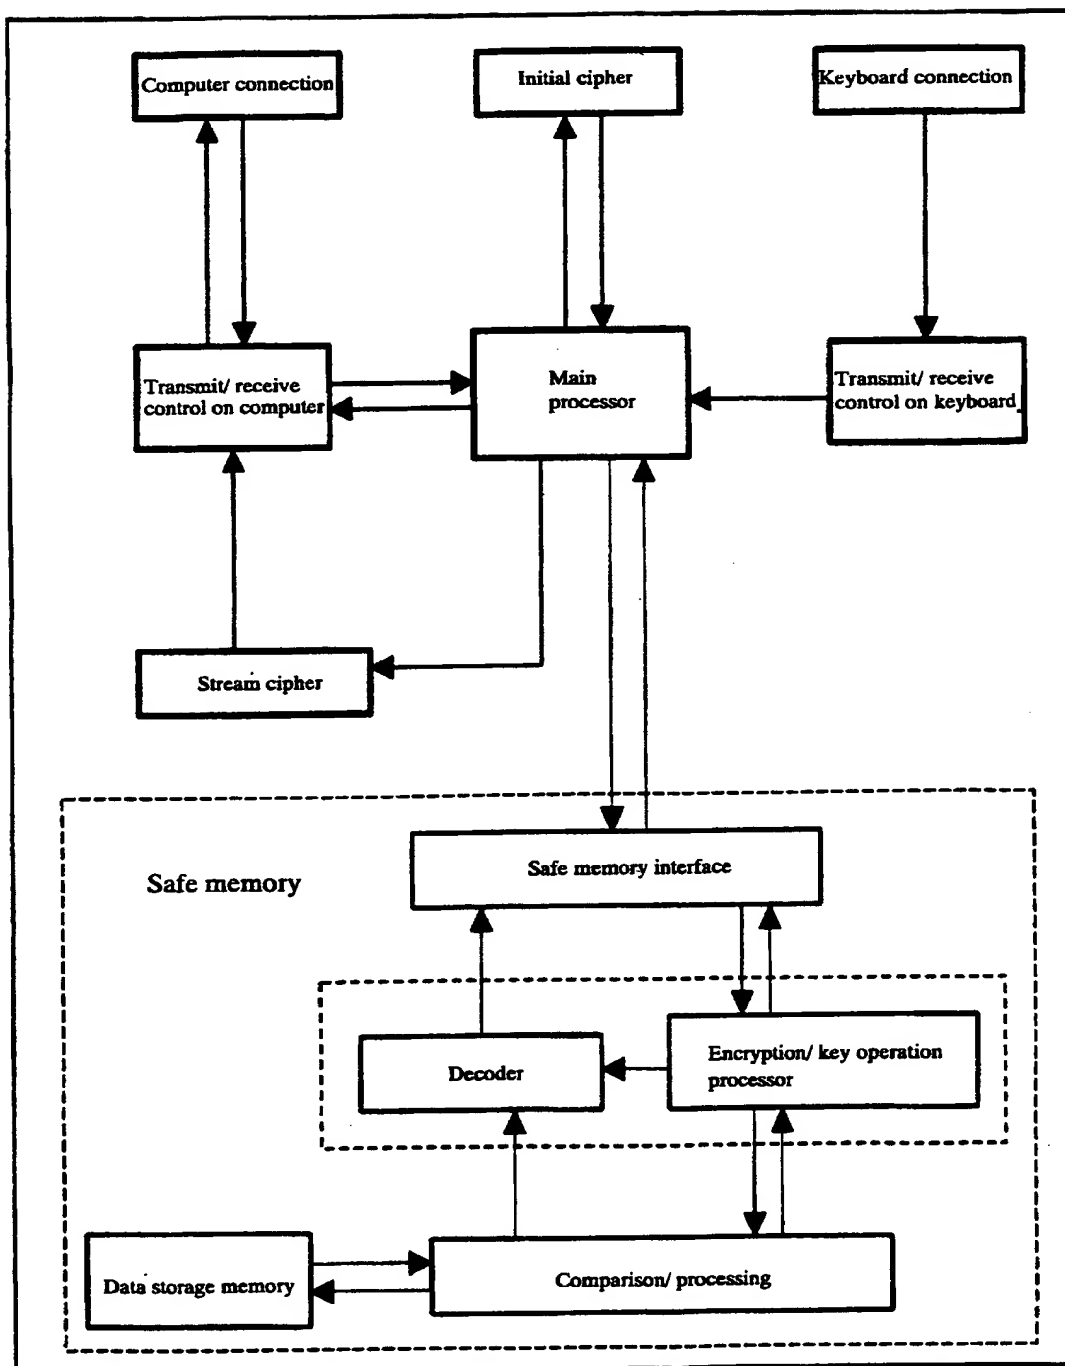 Computer connection
Initial cipher
Keyboard connection
Transmit/ receive
control on computer
Main
processor
Transmit/ receive
control on keyboard
Stream cipher
Safe memory interface
Safe memory
Decoder
Encryption/ key operation
processor
Data storage memory
Comparison/ processing